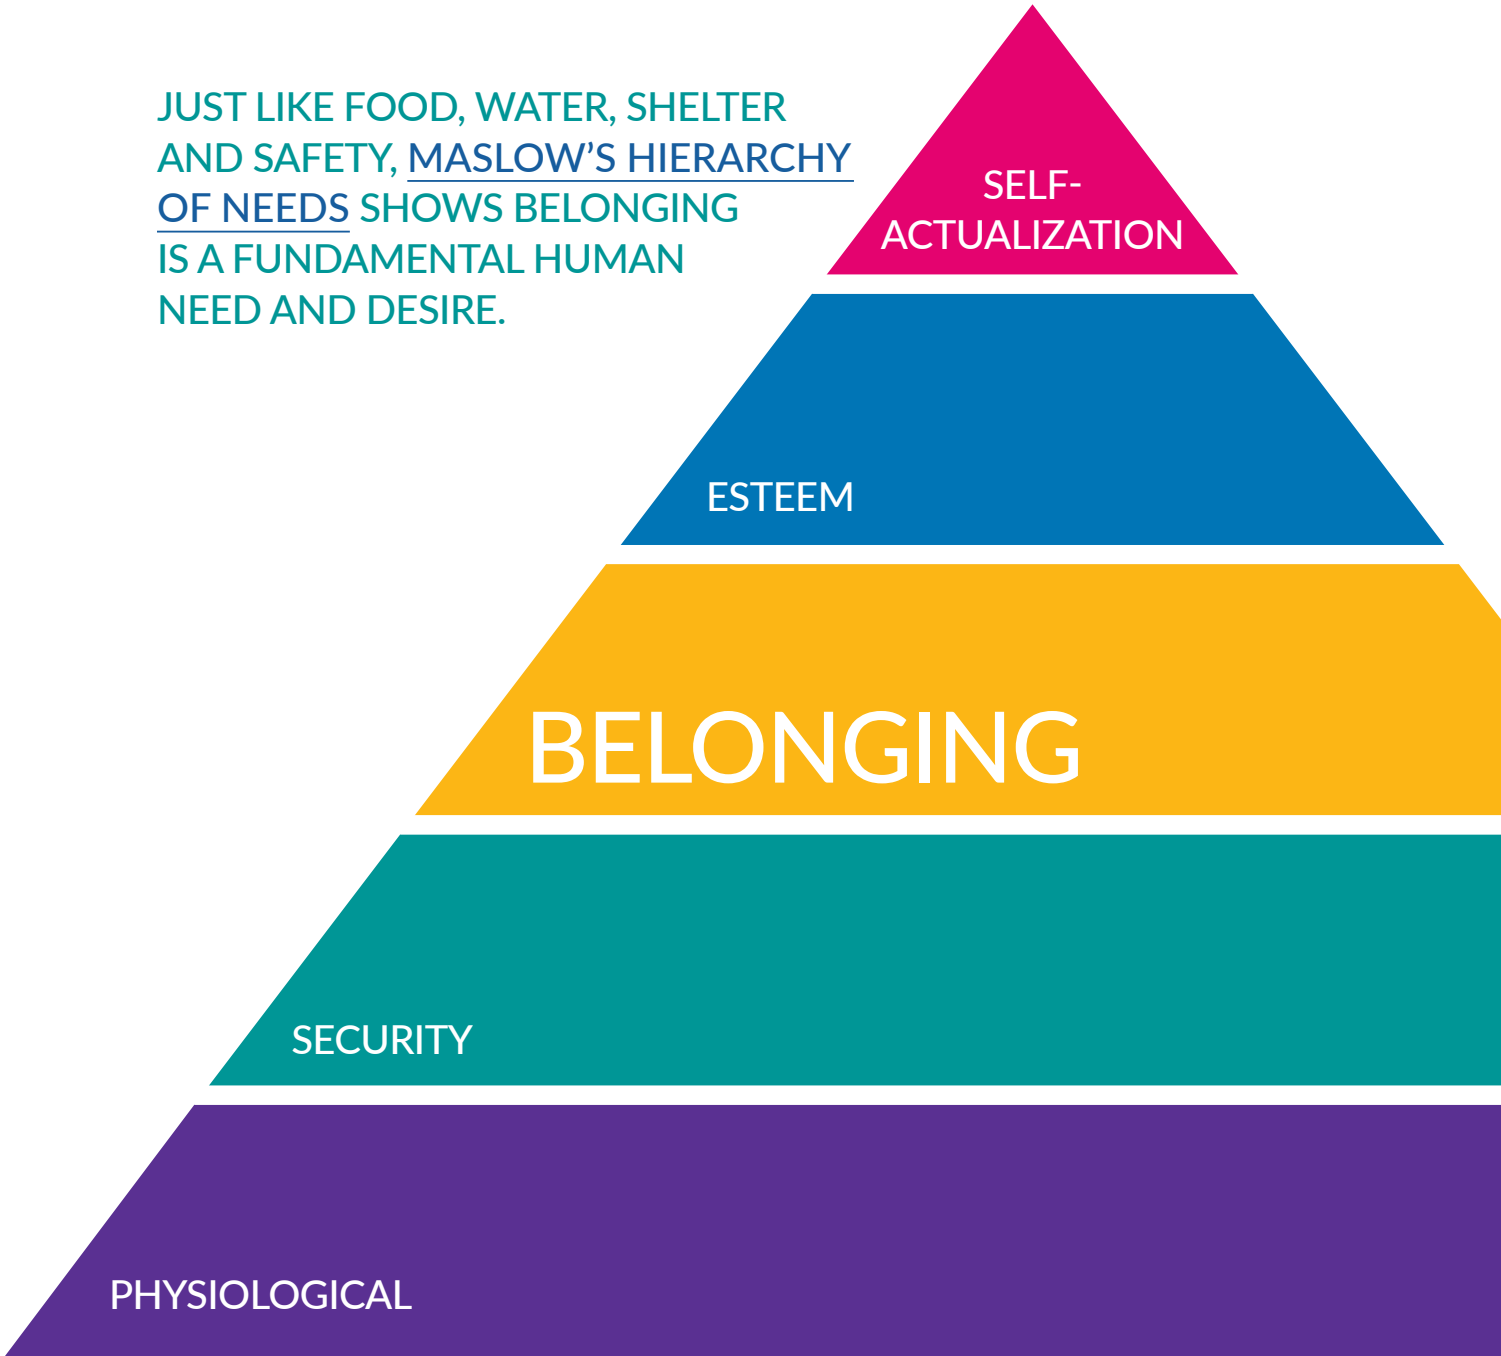 JUST LIKE FOOD, WATER, SHELTER
AND SAFETY, MASLOW’S HIERARCHY
OF NEEDS SHOWS BELONGING
IS A FUNDAMENTAL HUMAN
NEED AND DESIRE.
SELF-
ACTUALIZATION
ESTEEM
BELONGING
SECURITY
PHYSIOLOGICAL